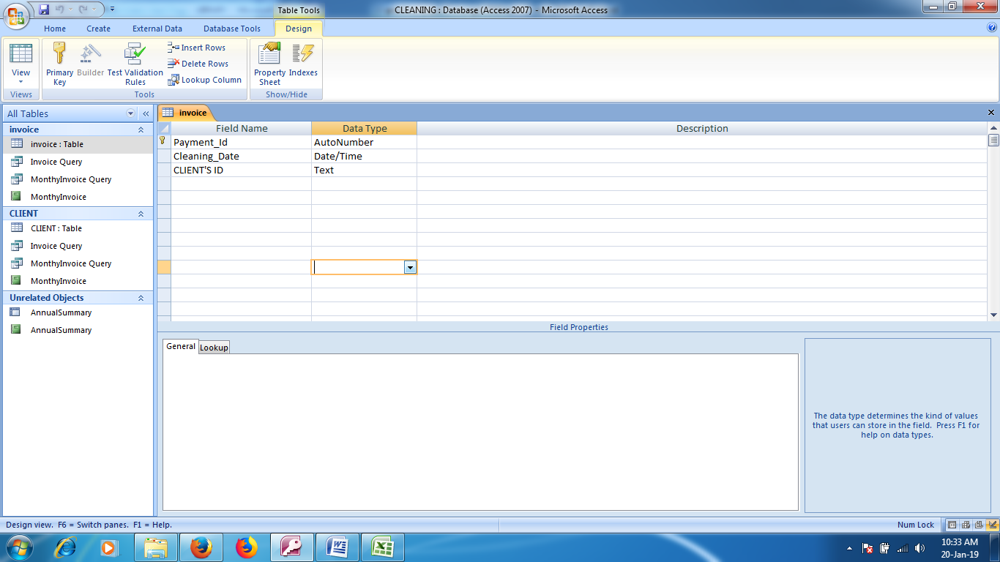 Table Tools
CLEANING : Database (Access 2007) - Microsoft Access
Home Create External Data Database Tools Design
View
Views
Primary Key
Builder
Test Validation Rules
Insert Rows
Delete Rows
Lookup Column
Tools
Property Sheet
Indexes
Show/Hide
All Tables
invoice
invoice : Table
Invoice Query
MonthyInvoice Query
MonthyInvoice
CLIENT
CLIENT : Table
Invoice Query
MonthyInvoice Query
MonthyInvoice
Unrelated Objects
AnnualSummary
AnnualSummary
invoice
Field Name Data Type Description
Payment_Id AutoNumber
Cleaning_Date Date/Time
CLIENT'S ID Text
Field Properties
General Lookup
The data type determines the kind of values
that users can store in the field. Press F1 for
help on data types.
Design view. F6 = Switch panes. F1 = Help.
Num Lock
10:33 AM
20-Jan-19